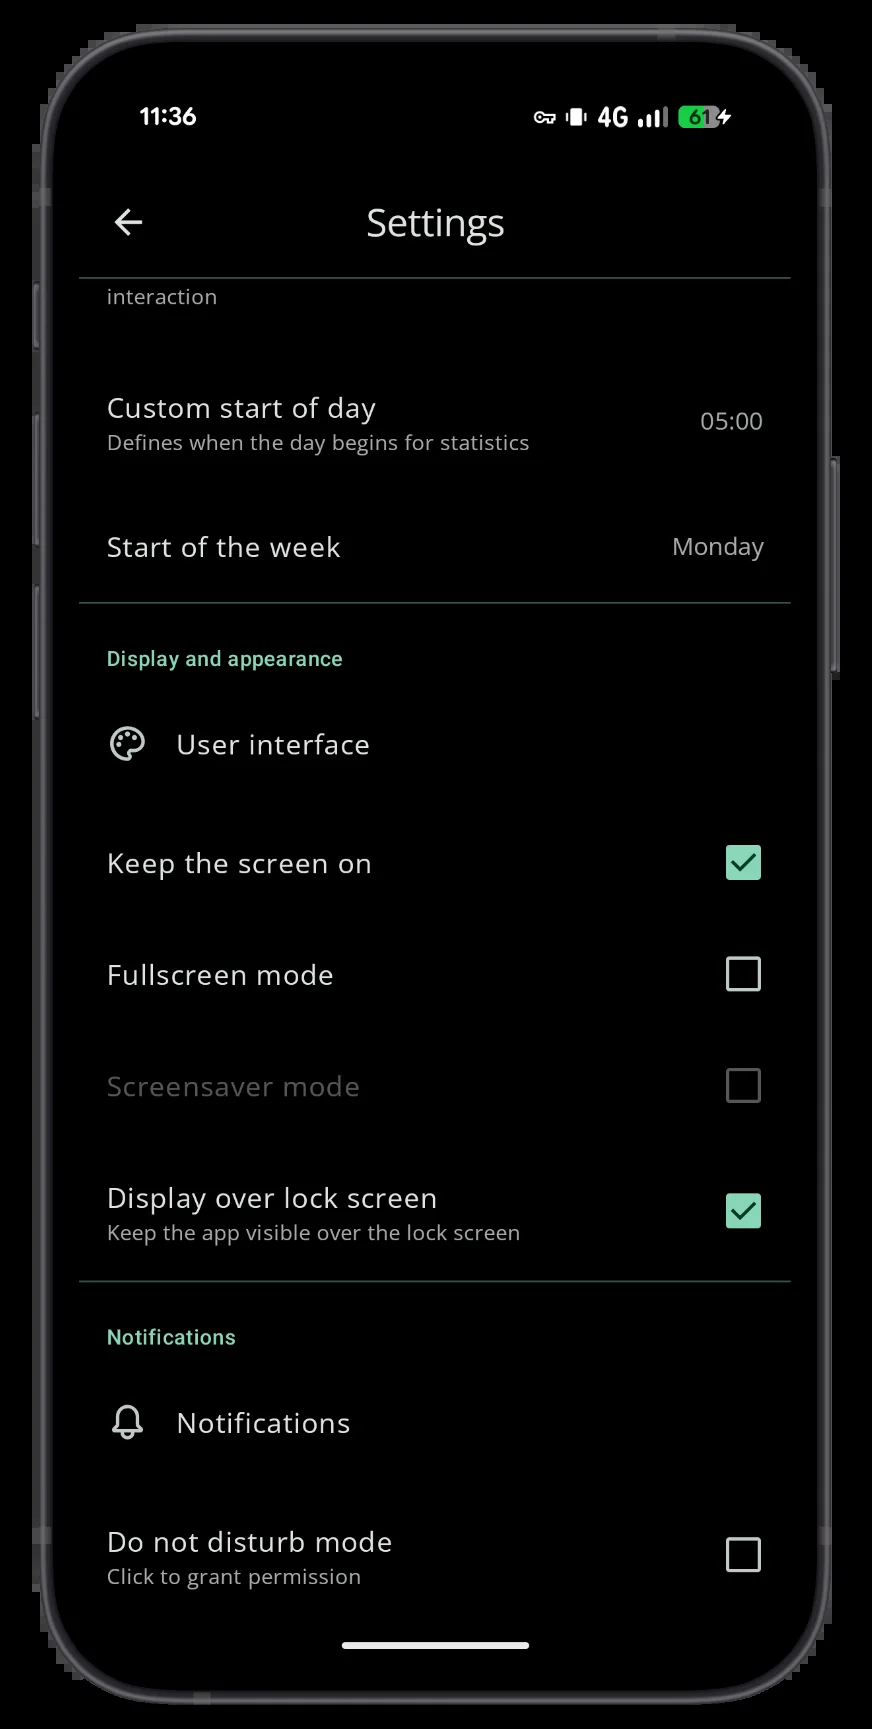 11:36 4G 61
Settings
interaction
Custom start of day
Defines when the day begins for statistics
05:00
Start of the week
Monday
Display and appearance
User interface
Keep the screen on
Fullscreen mode
Screensaver mode
Display over lock screen
Keep the app visible over the lock screen
Notifications
Notifications
Do not disturb mode
Click to grant permission